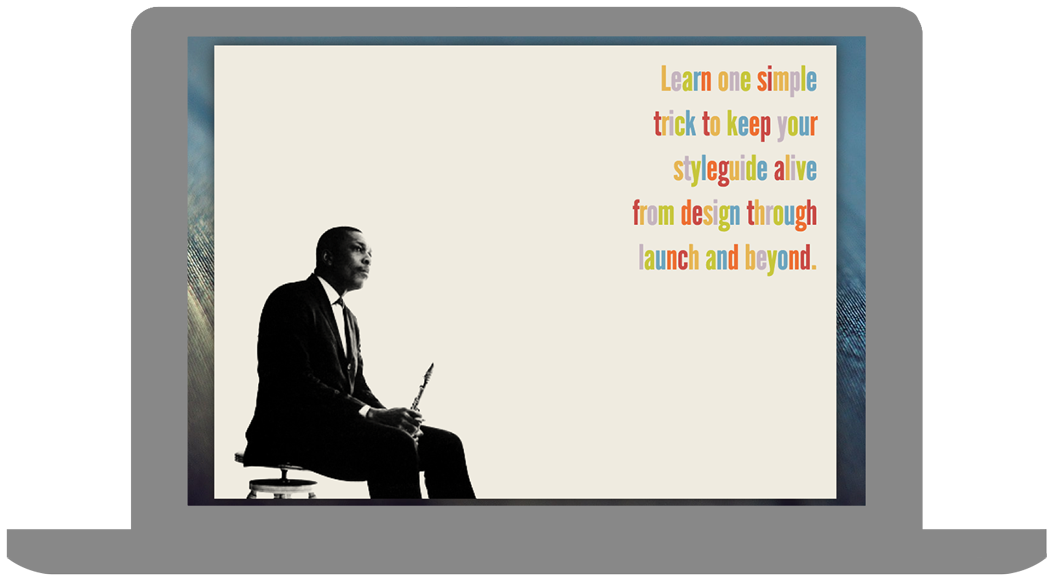 Learn one simple
trick to keep your
styleguide alive
from design through
launch and beyond.